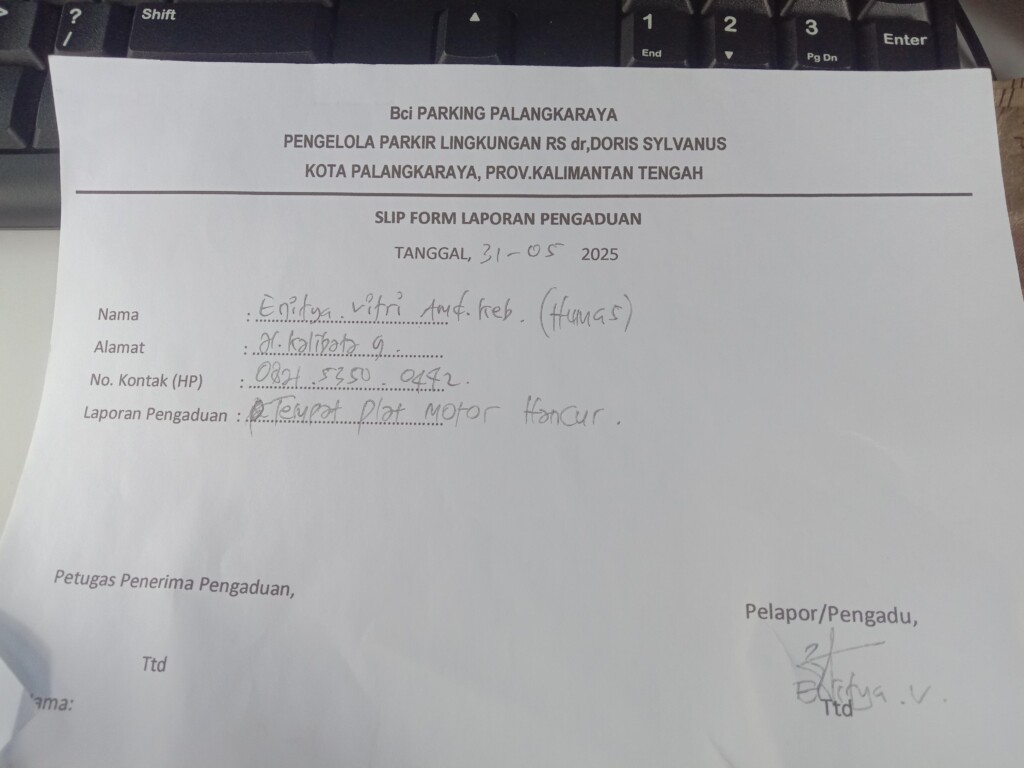 ?
/
Shift
1
End
2
3
Pg Dn
Enter
Bci PARKING PALANGKARAYA
PENGELOLA PARKIR LINGKUNGAN RS dr,DORIS SYLVANUS
KOTA PALANGKARAYA, PROV.KALIMANTAN TENGAH
SLIP FORM LAPORAN PENGADUAN
TANGGAL, 31-05 2025
Nama : Enitya Vitri Amd.Keb. (Humas)
Alamat : Jl. Kalibata 9.
No. Kontak (HP) : 0821.5350.0442.
Laporan Pengaduan : Tempat Plat Motor Hancur.
Petugas Penerima Pengaduan,
Pelapor/Pengadu,
Ttd
Enitya.V.
Ttd
ama: